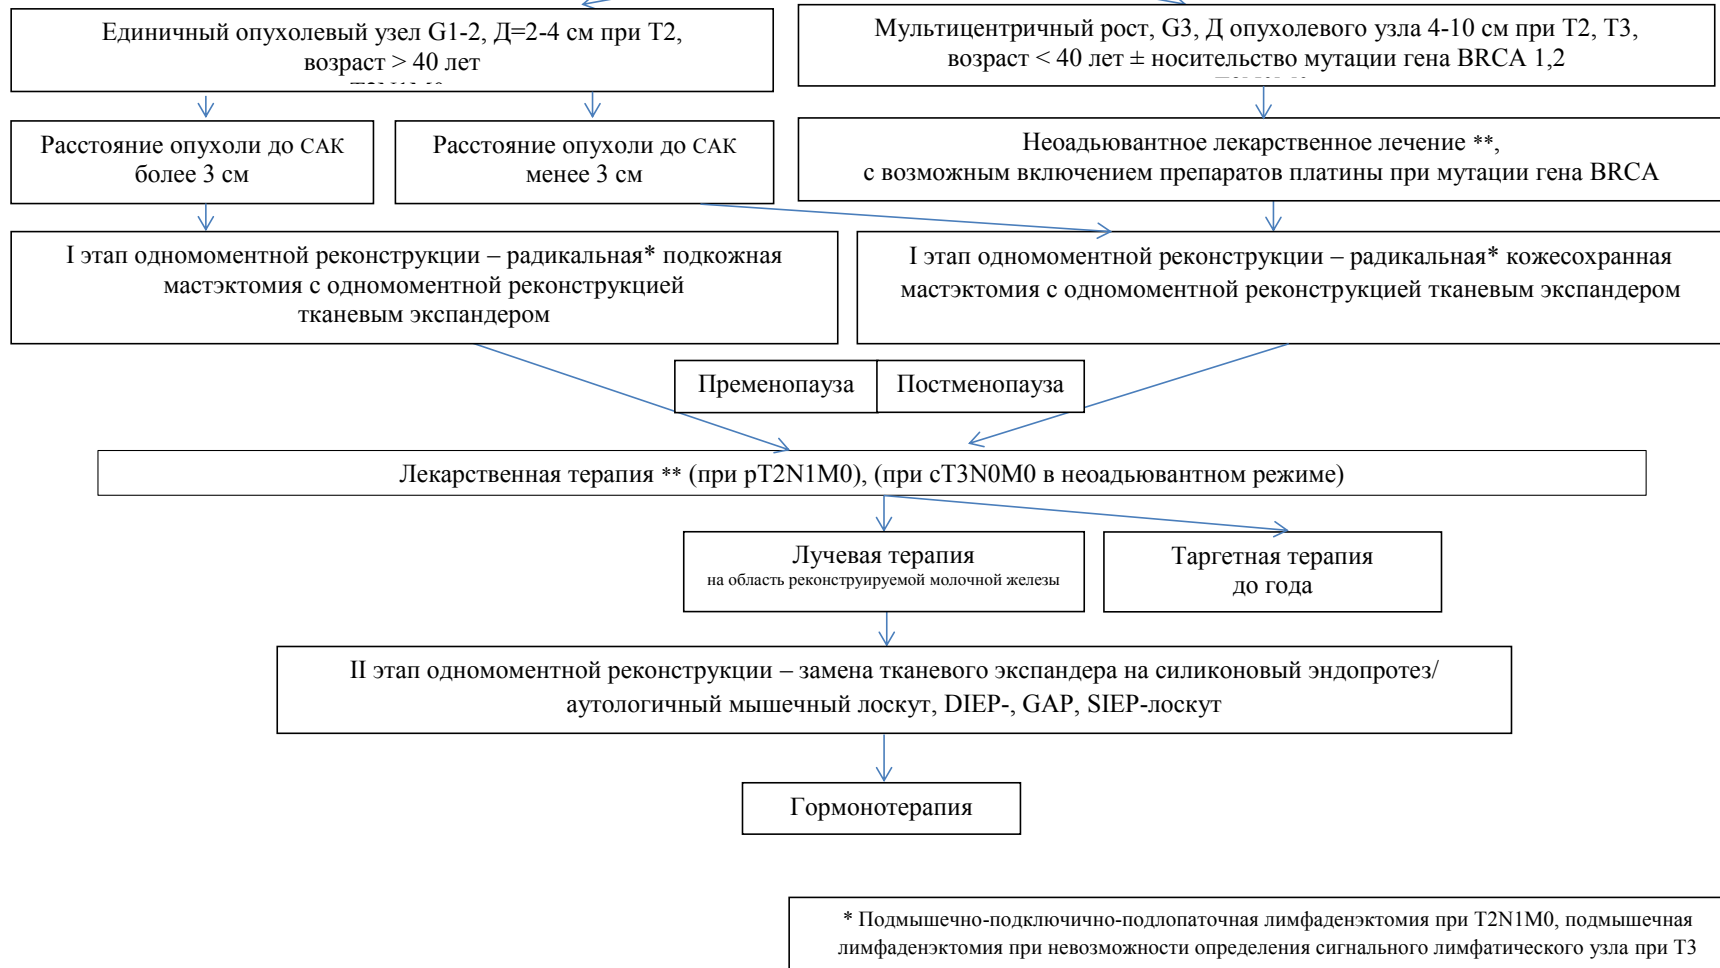 Единичный опухолевый узел G1-2, Д=2-4 см при Т2,
возраст > 40 лет
Мультицентричный рост, G3, Д опухолевого узла 4-10 см при Т2, Т3,
возраст < 40 лет ± носительство мутации гена BRCA 1,2
Расстояние опухоли до САК
более 3 см
Расстояние опухоли до САК
менее 3 см
Неоадьювантное лекарственное лечение **,
с возможным включением препаратов платины при мутации гена BRCA
I этап одномоментной реконструкции – радикальная* подкожная
мастэктомия с одномоментной реконструкцией
тканевым экспандером
I этап одномоментной реконструкции – радикальная* кожесохранная
мастэктомия с одномоментной реконструкцией тканевым экспандером
Пременопауза
Постменопауза
Лекарственная терапия ** (при pT2N1M0), (при cT3N0M0 в неоадьювантном режиме)
Лучевая терапия
на область реконструируемой молочной железы
Таргетная терапия
до года
II этап одномоментной реконструкции – замена тканевого экспандера на силиконовый эндопротез/
аутологичный мышечный лоскут, DIEP-, GAP, SIEP-лоскут
Гормонотерапия
* Подмышечно-подключично-подлопаточная лимфаденэктомия при T2N1M0, подмышечная
лимфаденэктомия при невозможности определения сигнального лимфатического узла при Т3